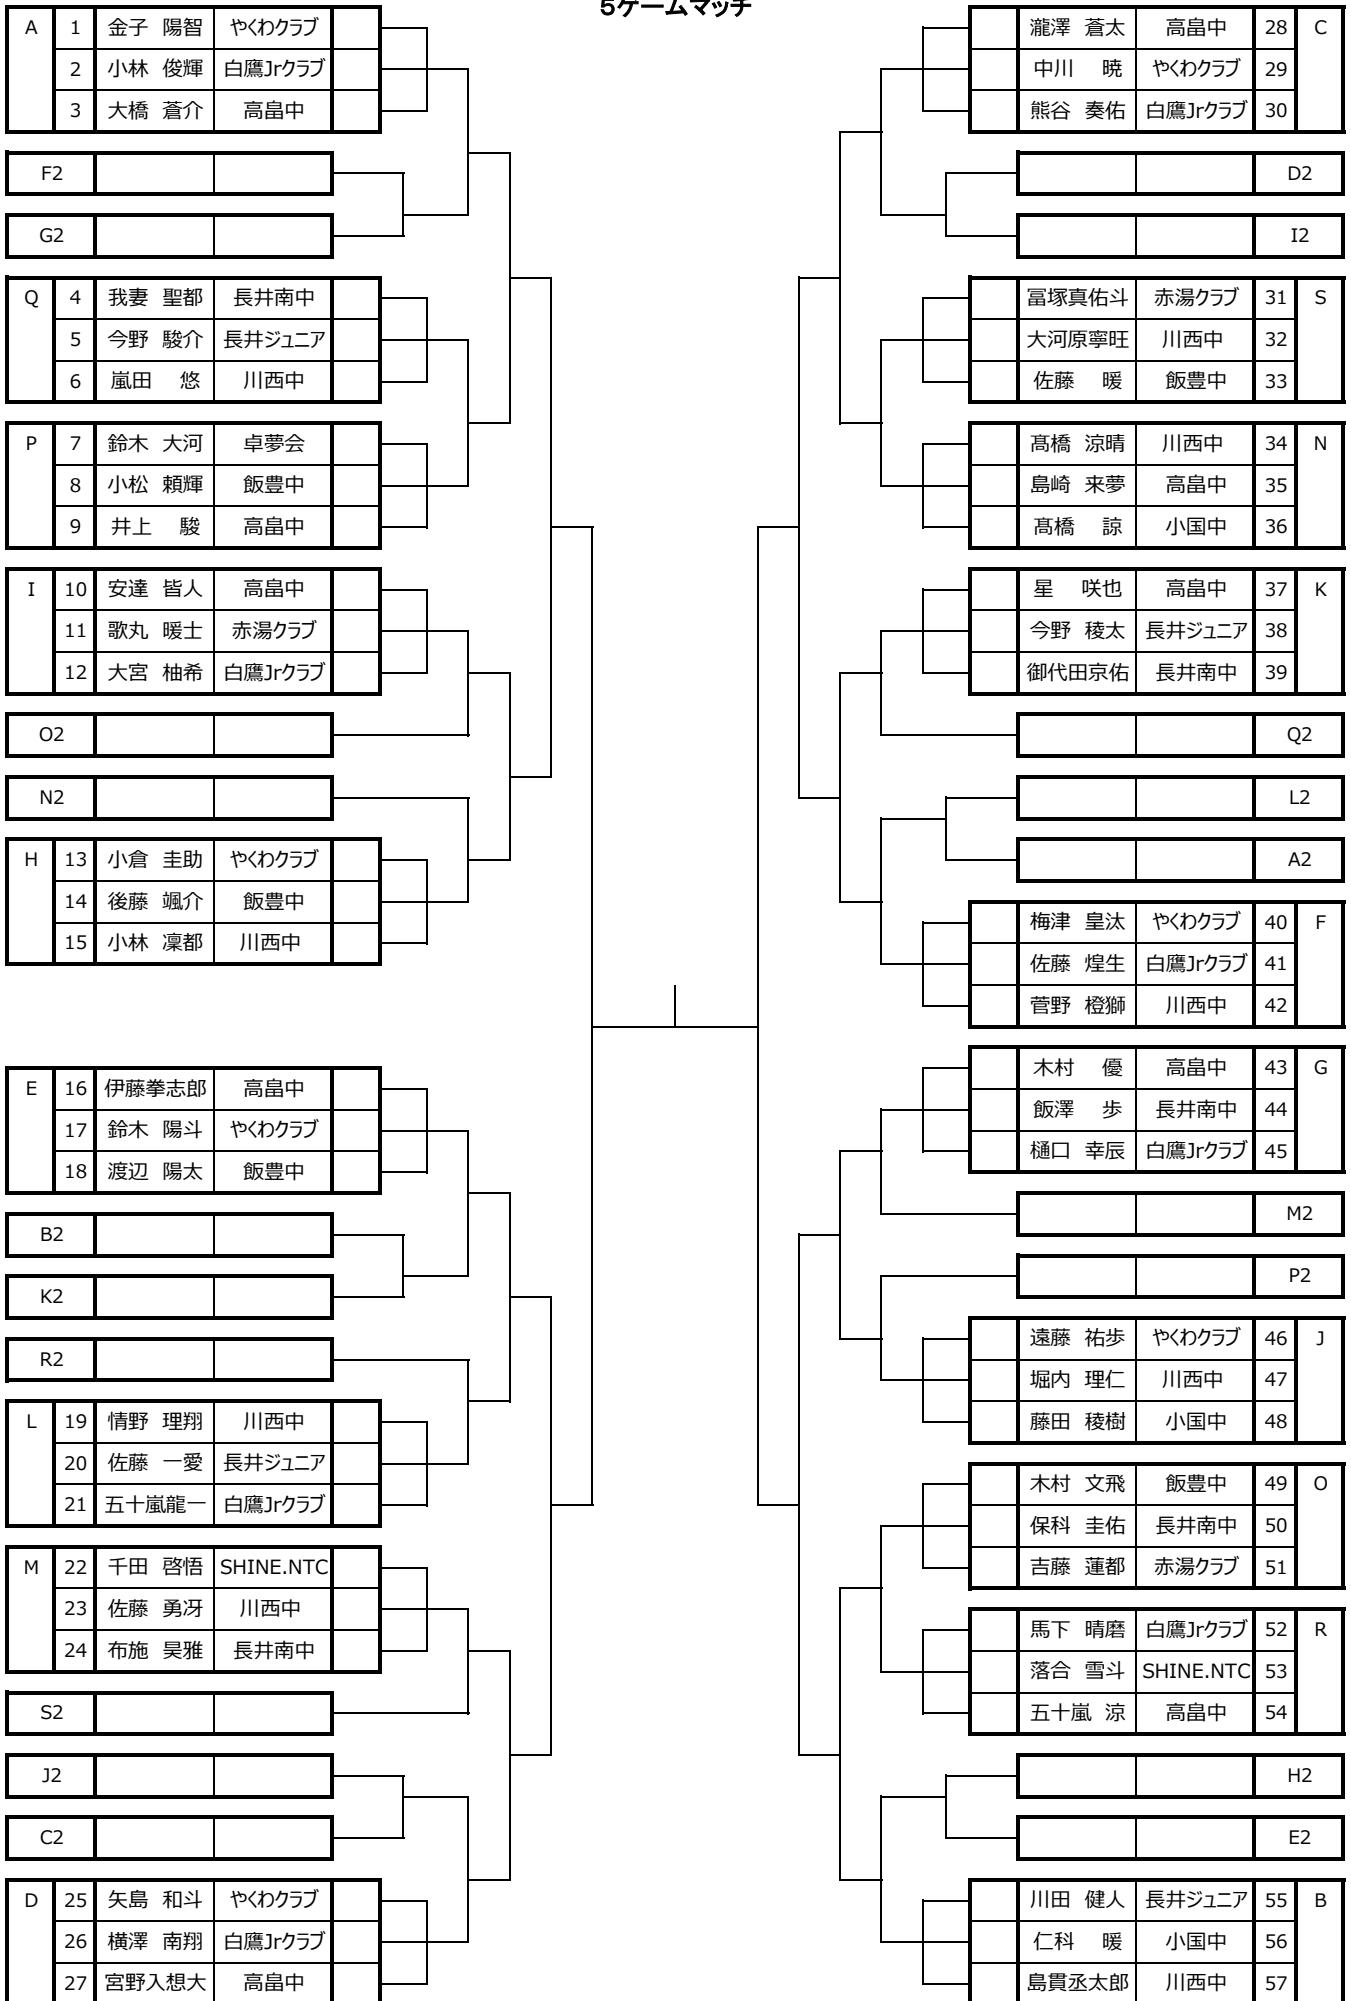 5ゲームマッチ
A 1 金子 陽智 やくわクラブ
2 小林 俊輝 白鷹Jrクラブ
3 大橋 蒼介 高畠中
F2
G2
Q 4 我妻 聖都 長井南中
5 今野 駿介 長井ジュニア
6 嵐田 悠 川西中
P 7 鈴木 大河 卓夢会
8 小松 頼輝 飯豊中
9 井上 駿 高畠中
I 10 安達 皆人 高畠中
11 歌丸 暖士 赤湯クラブ
12 大宮 柚希 白鷹Jrクラブ
O2
N2
H 13 小倉 圭助 やくわクラブ
14 後藤 颯介 飯豊中
15 小林 凜都 川西中
E 16 伊藤拳志郎 高畠中
17 鈴木 陽斗 やくわクラブ
18 渡辺 陽太 飯豊中
B2
K2
R2
L 19 情野 理翔 川西中
20 佐藤 一愛 長井ジュニア
21 五十嵐龍一 白鷹Jrクラブ
M 22 千田 啓悟 SHINE.NTC
23 佐藤 勇冴 川西中
24 布施 昊雅 長井南中
S2
J2
C2
D 25 矢島 和斗 やくわクラブ
26 横澤 南翔 白鷹Jrクラブ
27 宮野入想大 高畠中
瀧澤 蒼太 高畠中 28 C
中川 暁 やくわクラブ 29
熊谷 奏佑 白鷹Jrクラブ 30
D2
I2
冨塚真佑斗 赤湯クラブ 31 S
大河原寧旺 川西中 32
佐藤 暖 飯豊中 33
髙橋 涼晴 川西中 34 N
島崎 来夢 高畠中 35
髙橋 諒 小国中 36
星 咲也 高畠中 37 K
今野 稜太 長井ジュニア 38
御代田京佑 長井南中 39
Q2
L2
A2
梅津 皇汰 やくわクラブ 40 F
佐藤 煌生 白鷹Jrクラブ 41
菅野 橙獅 川西中 42
木村 優 高畠中 43 G
飯澤 歩 長井南中 44
樋口 幸辰 白鷹Jrクラブ 45
M2
P2
遠藤 祐歩 やくわクラブ 46 J
堀内 理仁 川西中 47
藤田 稜樹 小国中 48
木村 文飛 飯豊中 49 O
保科 圭佑 長井南中 50
吉藤 蓮都 赤湯クラブ 51
馬下 晴磨 白鷹Jrクラブ 52 R
落合 雪斗 SHINE.NTC 53
五十嵐 涼 高畠中 54
H2
E2
川田 健人 長井ジュニア 55 B
仁科 暖 小国中 56
島貫丞太郎 川西中 57